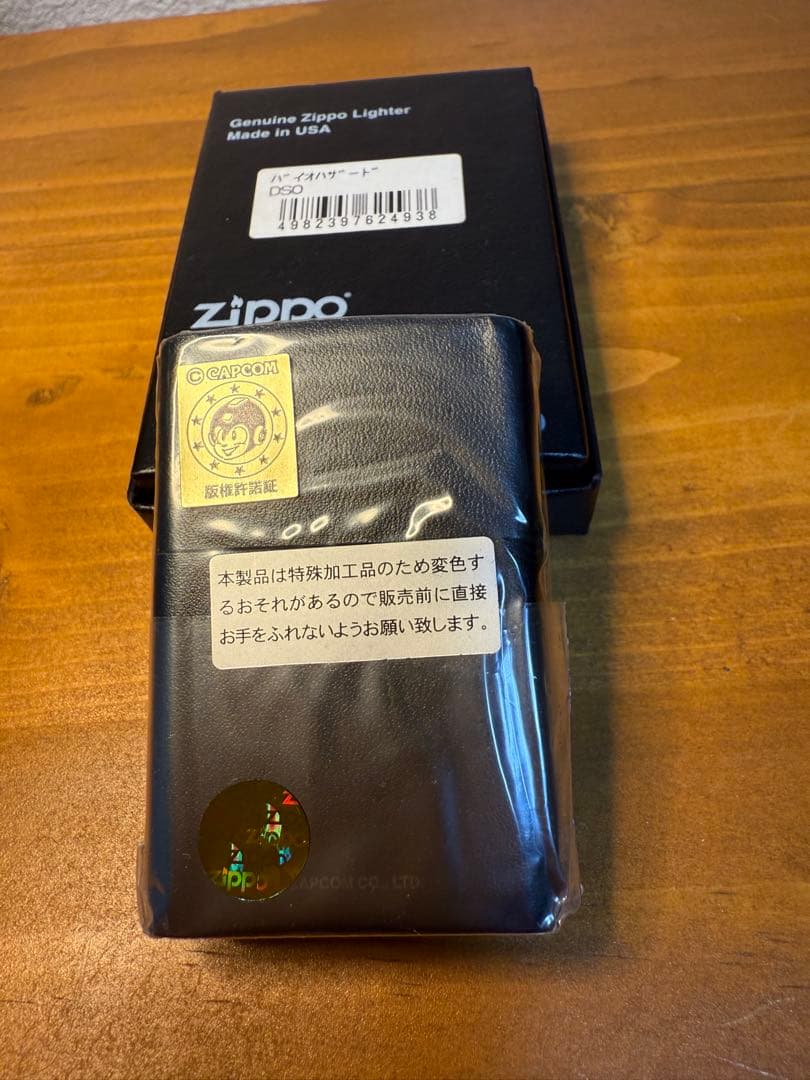 Genuine Zippo Lighter
Made in USA
バイオハザード
DSO
4982397624938
zippo
© CAPCOM
版権許諾証
本製品は特殊加工品のため変色す
るおそれがあるので販売前に直接
お手をふれないようお願い致します。
Zippo
Zippo
CAPCOM CO., LTD.